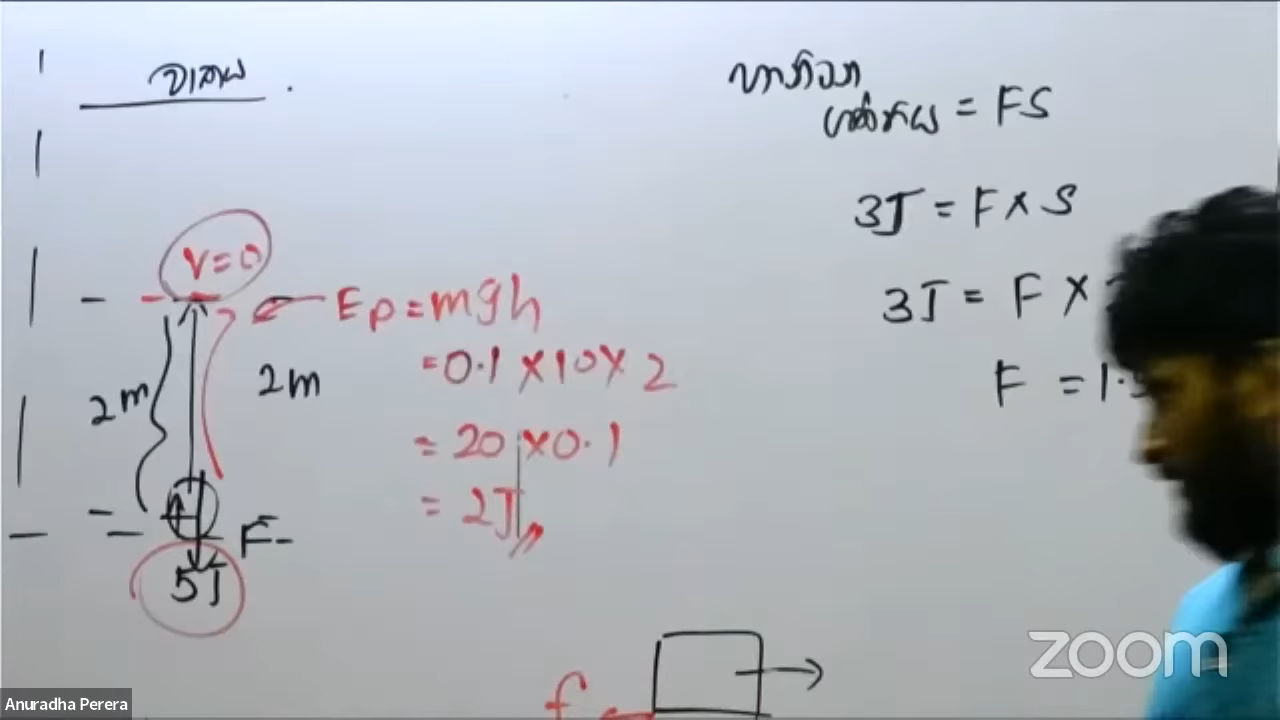 වාතය.
V=0
Ep = mgh
= 0.1 × 10 × 2
= 20 × 0.1
= 2J
2m
2m
F
5J
= FS
3J = F × S
3J = F ×
F = 1.
f
zoom
Anuradha Perera